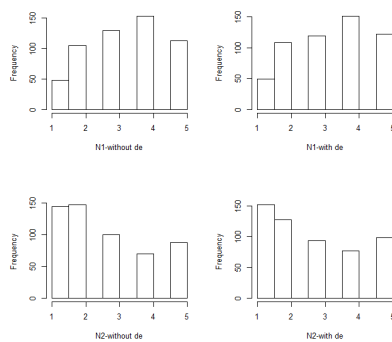 Frequency
150
100
50
0
1 2 3 4 5
N1-without de
Frequency
150
100
50
0
1 2 3 4 5
N1-with de
Frequency
150
100
50
0
1 2 3 4 5
N2-without de
Frequency
150
100
50
0
1 2 3 4 5
N2-with de